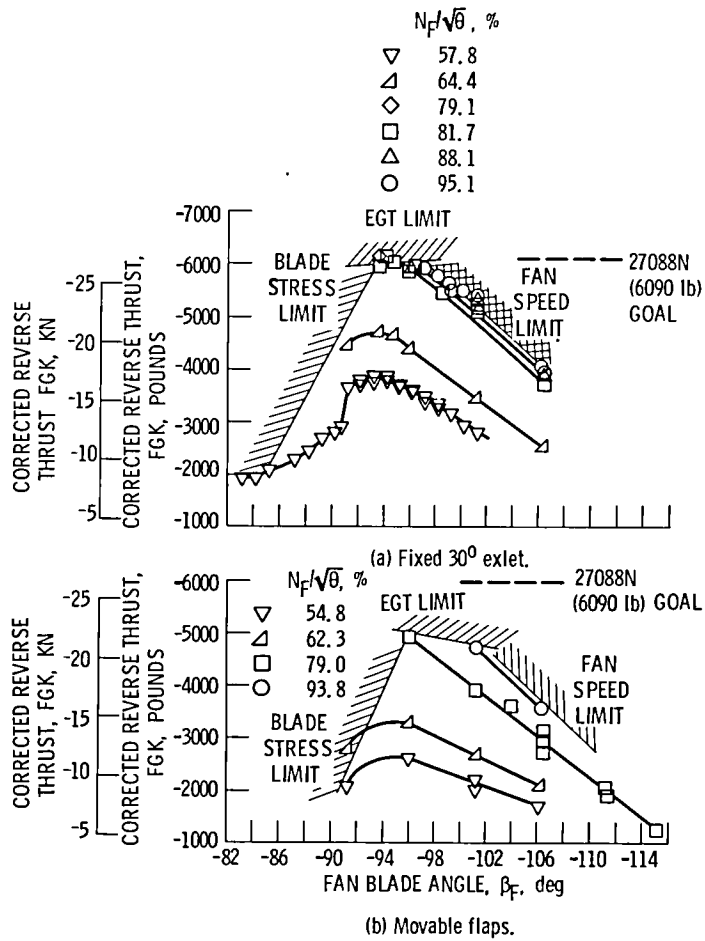 N_F/√θ, %
▽ 57.8
◿ 64.4
◇ 79.1
□ 81.7
△ 88.1
○ 95.1
-7000
-6000
-5000
-4000
-3000
-2000
-1000
-25
-20
-15
-10
-5
CORRECTED REVERSE
THRUST FGK, KN
CORRECTED REVERSE THRUST,
FGK, POUNDS
EGT LIMIT
BLADE
STRESS
LIMIT
FAN
SPEED
LIMIT
27088N
(6090 lb)
GOAL
(a) Fixed 30⁰ exlet.
N_F/√θ, %
▽ 54.8
◿ 62.3
□ 79.0
○ 93.8
-6000
-5000
-4000
-3000
-2000
-1000
-25
-20
-15
-10
-5
CORRECTED REVERSE
THRUST, FGK, KN
CORRECTED REVERSE THRUST,
FGK, POUNDS
EGT LIMIT
27088N
(6090 lb) GOAL
FAN
SPEED
LIMIT
BLADE
STRESS
LIMIT
-82 -86 -90 -94 -98 -102 -106 -110 -114
FAN BLADE ANGLE, β_F, deg
(b) Movable flaps.